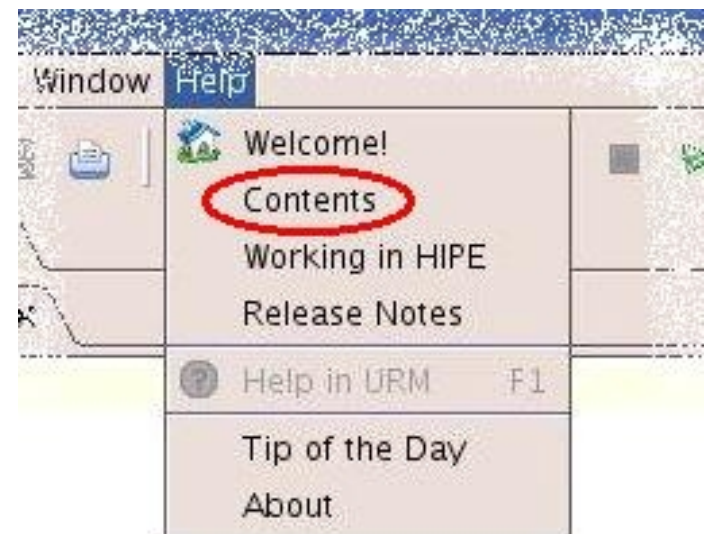 Window Help
Welcome!
Contents
Working in HIPE
Release Notes
Help in URM F1
Tip of the Day
About